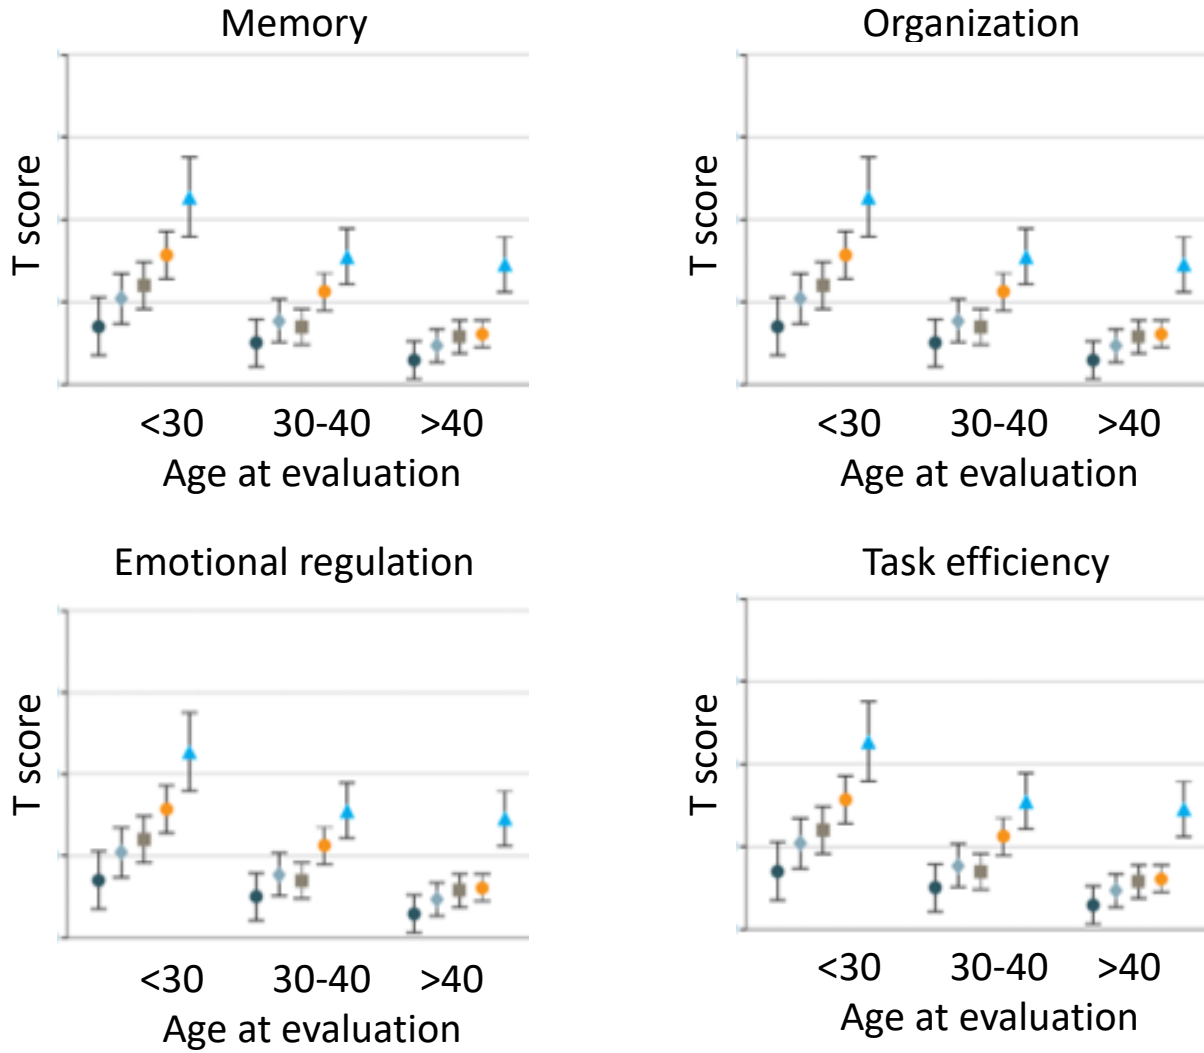 Memory
T score
<30 30-40 >40
Age at evaluation
Organization
T score
<30 30-40 >40
Age at evaluation
Emotional regulation
T score
<30 30-40 >40
Age at evaluation
Task efficiency
T score
<30 30-40 >40
Age at evaluation